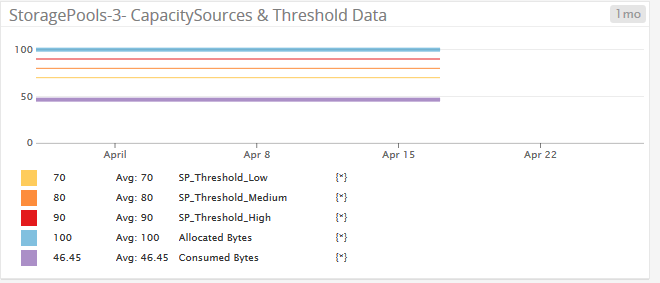 StoragePools-3- CapacitySources & Threshold Data 1mo
100
50
0
April Apr 8 Apr 15 Apr 22
70 Avg: 70 SP_Threshold_Low {*}
80 Avg: 80 SP_Threshold_Medium {*}
90 Avg: 90 SP_Threshold_High {*}
100 Avg: 100 Allocated Bytes {*}
46.45 Avg: 46.45 Consumed Bytes {*}